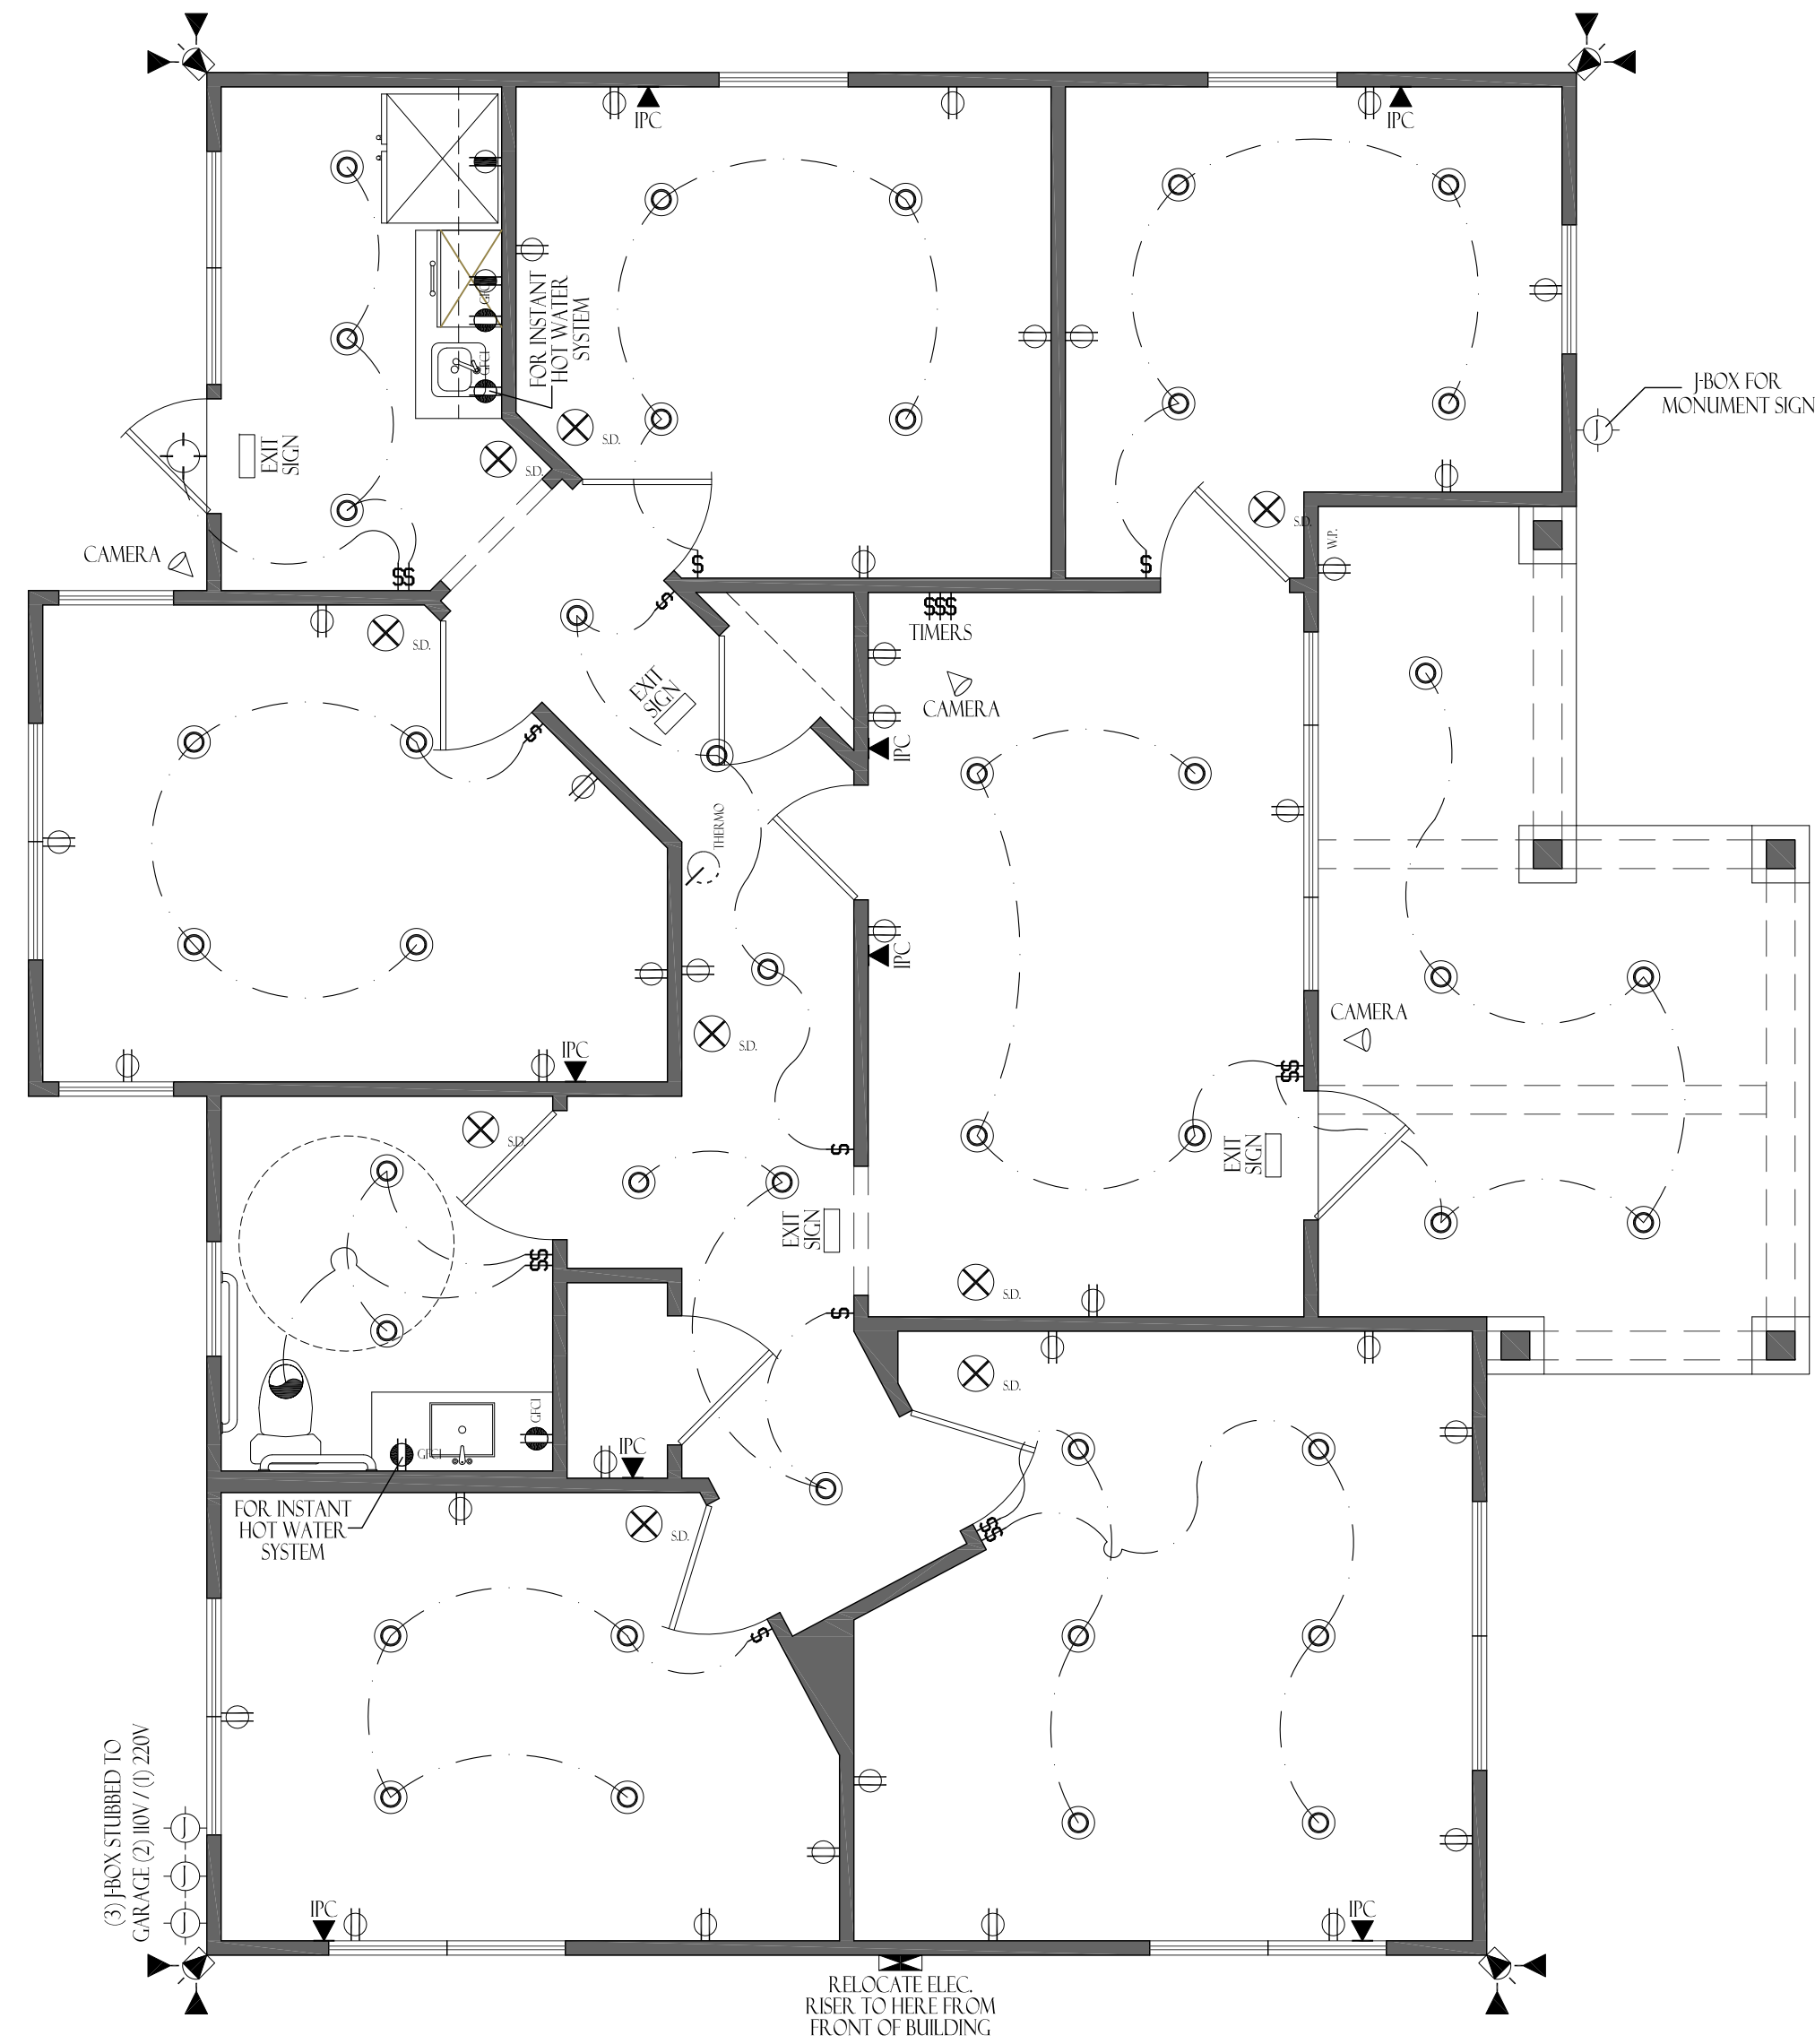 IPC
IPC
GFCI
GFCI
FOR INSTANT
HOT WATER
SYSTEM
J-BOX FOR
MONUMENT SIGN
J
S.D.
S.D.
EXIT
SIGN
S.D.
W.P.
CAMERA
$$
$
$
$
$$$
TIMERS
S.D.
EXIT
SIGN
CAMERA
$
IPC
THERMO
IPC
CAMERA
S.D.
IPC
$$
S.D.
$
EXIT
SIGN
EXIT
SIGN
$$
S.D.
$
S.D.
GFCI
GFCI
IPC
FOR INSTANT
HOT WATER
SYSTEM
S.D.
$$
$
(3) J-BOX STUBBED TO
GARAGE (2) 110V / (1) 220V
J
J
J
IPC
IPC
RELOCATE ELEC.
RISER TO HERE FROM
FRONT OF BUILDING